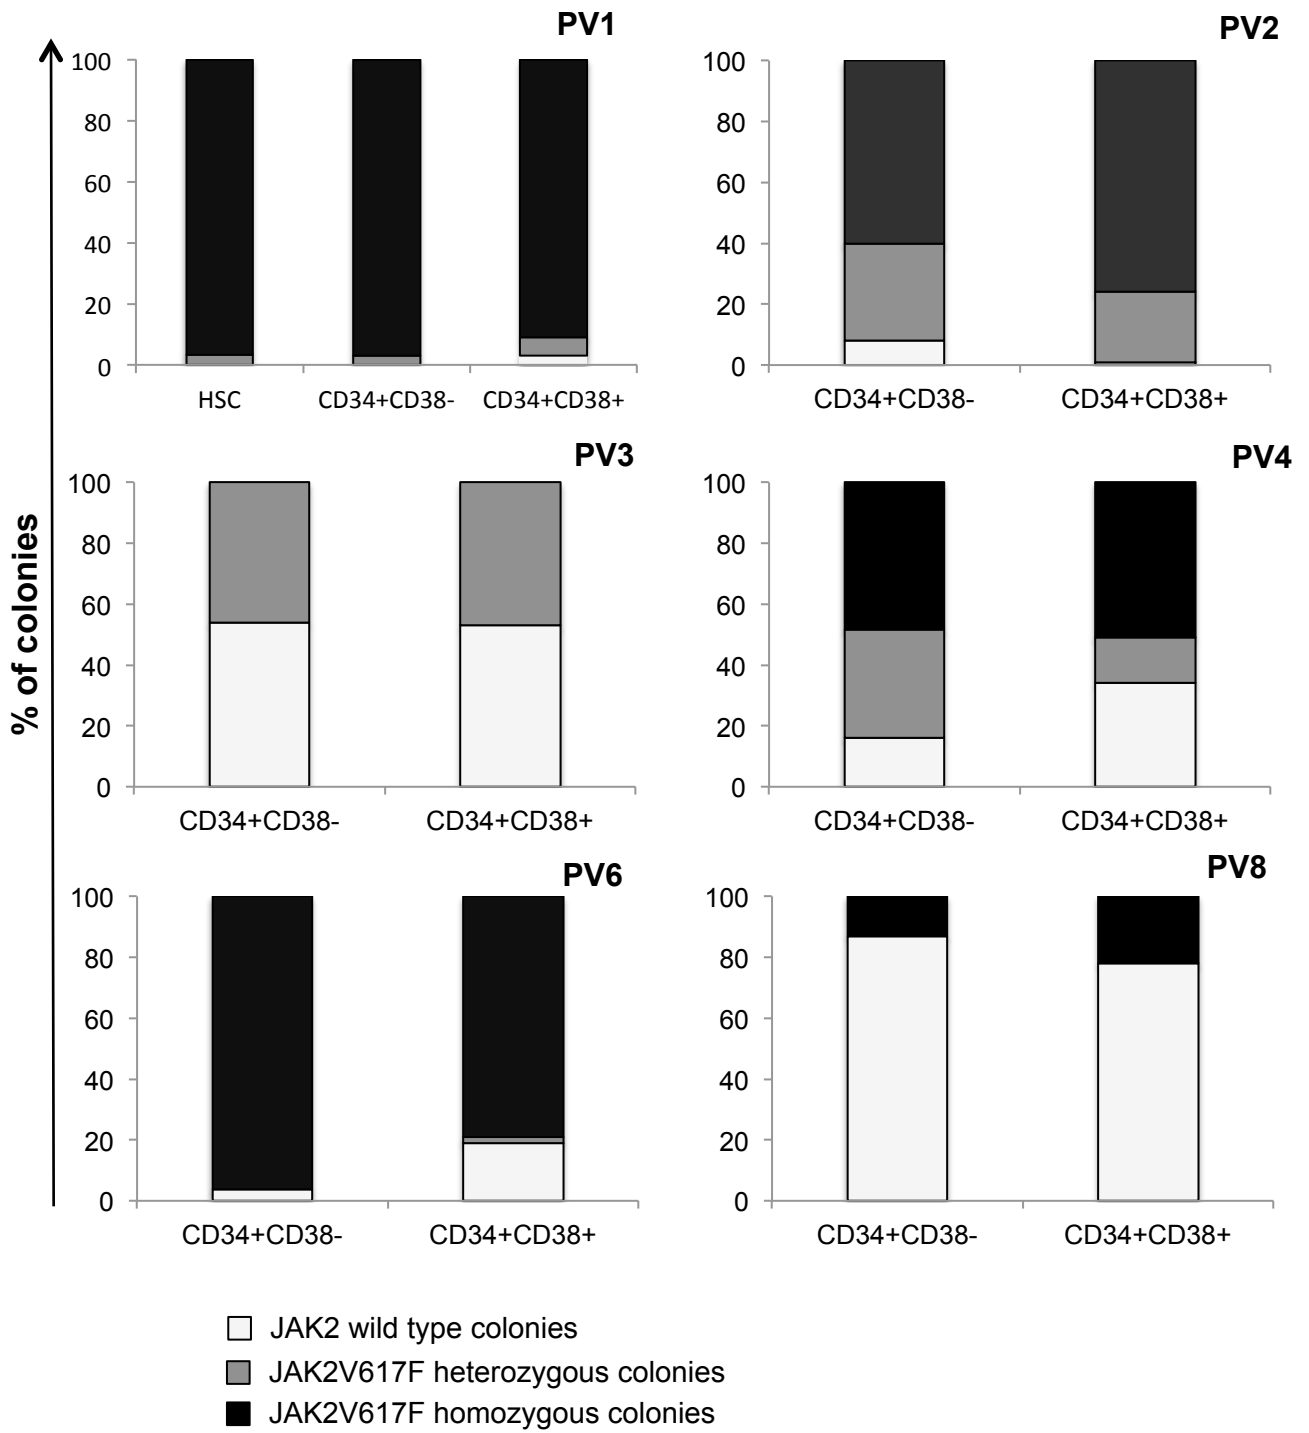 PV1
100
80
60
40
20
0
HSC CD34+CD38- CD34+CD38+
PV2
100
80
60
40
20
0
CD34+CD38- CD34+CD38+
% of colonies
PV3
100
80
60
40
20
0
CD34+CD38- CD34+CD38+
PV4
100
80
60
40
20
0
CD34+CD38- CD34+CD38+
PV6
100
80
60
40
20
0
CD34+CD38- CD34+CD38+
PV8
100
80
60
40
20
0
CD34+CD38- CD34+CD38+
JAK2 wild type colonies
JAK2V617F heterozygous colonies
JAK2V617F homozygous colonies